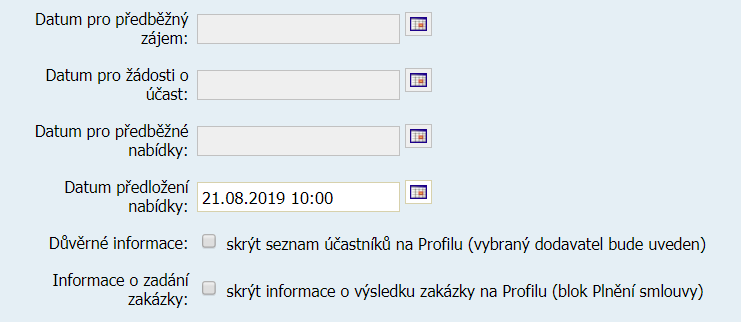 Datum pro předběžný
zájem:
Datum pro žádosti o
účast:
Datum pro předběžné
nabídky:
Datum předložení
nabídky: 21.08.2019 10:00
Důvěrné informace: skrýt seznam účastníků na Profilu (vybraný dodavatel bude uveden)
Informace o zadání
zakázky: skrýt informace o výsledku zakázky na Profilu (blok Plnění smlouvy)